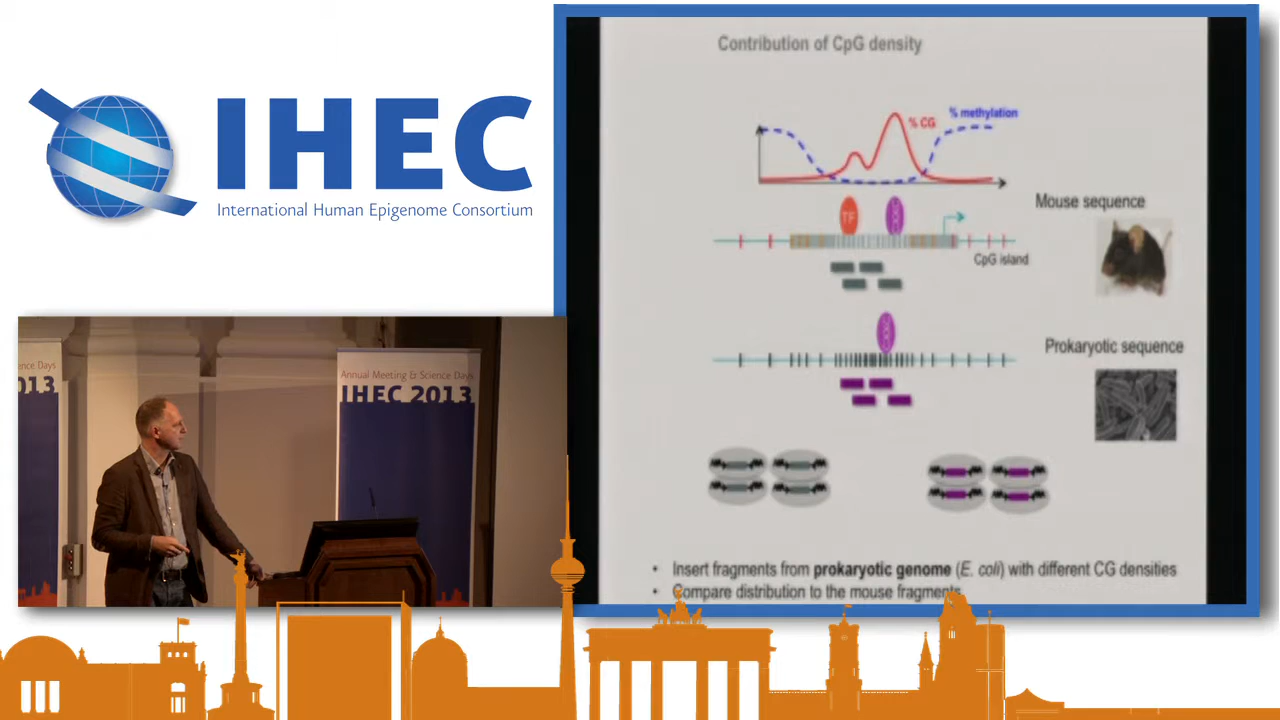 IHEC
International Human Epigenome Consortium
ence Days
013
Annual Meeting & Science Days
IHEC 2013
Contribution of CpG density
% methylation
% CG
TF
Mouse sequence
CpG island
Prokaryotic sequence
• Insert fragments from prokaryotic genome (E. coli) with different CG densities
• Compare distribution to the mouse fragments